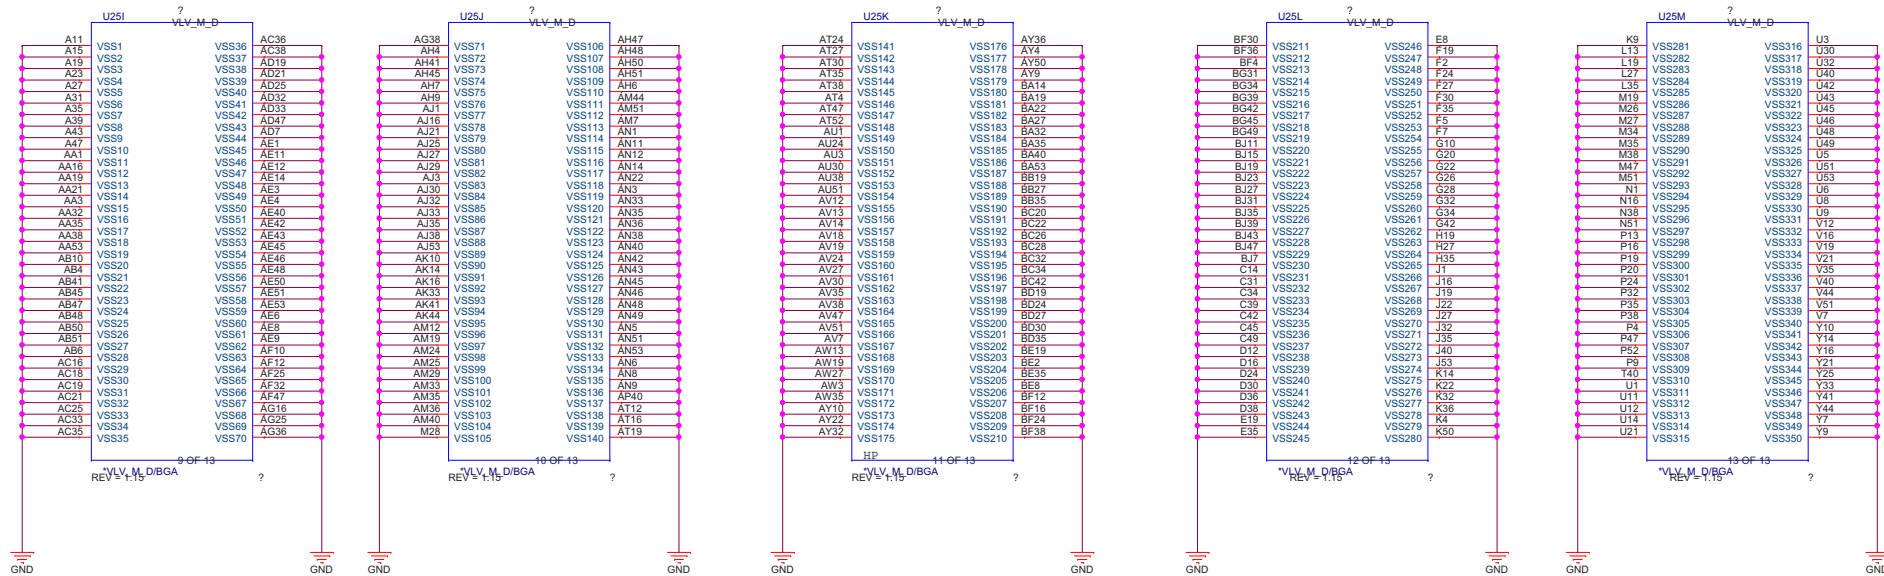 ?
U25I VLV_M_D
A11 VSS1 VSS36 AC36
A15 VSS2 VSS37 AC38
A19 VSS3 VSS38 AD19
A23 VSS4 VSS39 AD21
A27 VSS5 VSS40 AD25
A31 VSS6 VSS41 AD32
A35 VSS7 VSS42 AD33
A39 VSS8 VSS43 AD47
A43 VSS9 VSS44 AD7
A47 VSS10 VSS45 AE1
AA1 VSS11 VSS46 AE11
AA16 VSS12 VSS47 AE12
AA19 VSS13 VSS48 AE14
AA21 VSS14 VSS49 AE3
AA3 VSS15 VSS50 AE4
AA32 VSS16 VSS51 AE40
AA35 VSS17 VSS52 AE42
AA38 VSS18 VSS53 AE43
AA53 VSS19 VSS54 AE45
AB10 VSS20 VSS55 AE46
AB4 VSS21 VSS56 AE48
AB41 VSS22 VSS57 AE50
AB45 VSS23 VSS58 AE51
AB47 VSS24 VSS59 AE53
AB48 VSS25 VSS60 AE6
AB50 VSS26 VSS61 AE8
AB51 VSS27 VSS62 AE9
AB6 VSS28 VSS63 AF10
AC16 VSS29 VSS64 AF12
AC18 VSS30 VSS65 AF25
AC19 VSS31 VSS66 AF32
AC21 VSS32 VSS67 AF47
AC25 VSS33 VSS68 AG16
AC33 VSS34 VSS69 AG25
AC35 VSS35 VSS70 AG36
9 OF 13
*VLV_M_D/BGA
REV = 1.15 ?
GND GND
?
U25J VLV_M_D
AG38 VSS71 VSS106 AH47
AH4 VSS72 VSS107 AH48
AH41 VSS73 VSS108 AH50
AH45 VSS74 VSS109 AH51
AH7 VSS75 VSS110 AH6
AH9 VSS76 VSS111 AM44
AJ1 VSS77 VSS112 AM51
AJ16 VSS78 VSS113 AM7
AJ21 VSS79 VSS114 AN1
AJ25 VSS80 VSS115 AN11
AJ27 VSS81 VSS116 AN12
AJ29 VSS82 VSS117 AN14
AJ3 VSS83 VSS118 AN22
AJ30 VSS84 VSS119 AN3
AJ32 VSS85 VSS120 AN33
AJ33 VSS86 VSS121 AN35
AJ35 VSS87 VSS122 AN36
AJ38 VSS88 VSS123 AN38
AJ53 VSS89 VSS124 AN40
AK10 VSS90 VSS125 AN42
AK14 VSS91 VSS126 AN43
AK16 VSS92 VSS127 AN45
AK33 VSS93 VSS128 AN46
AK41 VSS94 VSS129 AN48
AK44 VSS95 VSS130 AN49
AM12 VSS96 VSS131 AN5
AM19 VSS97 VSS132 AN51
AM24 VSS98 VSS133 AN53
AM25 VSS99 VSS134 AN6
AM29 VSS100 VSS135 AN8
AM33 VSS101 VSS136 AN9
AM35 VSS102 VSS137 AP40
AM36 VSS103 VSS138 AT12
AM40 VSS104 VSS139 AT16
M28 VSS105 VSS140 AT19
10 OF 13
*VLV_M_D/BGA
REV = 1.15 ?
GND GND
?
U25K VLV_M_D
AT24 VSS141 VSS176 AY36
AT27 VSS142 VSS177 AY4
AT30 VSS143 VSS178 AY50
AT35 VSS144 VSS179 AY9
AT38 VSS145 VSS180 BA14
AT4 VSS146 VSS181 BA19
AT47 VSS147 VSS182 BA22
AT52 VSS148 VSS183 BA27
AU1 VSS149 VSS184 BA32
AU24 VSS150 VSS185 BA35
AU3 VSS151 VSS186 BA40
AU30 VSS152 VSS187 BA53
AU38 VSS153 VSS188 BB19
AU51 VSS154 VSS189 BB27
AV12 VSS155 VSS190 BB35
AV13 VSS156 VSS191 BC20
AV14 VSS157 VSS192 BC22
AV18 VSS158 VSS193 BC26
AV19 VSS159 VSS194 BC28
AV24 VSS160 VSS195 BC32
AV27 VSS161 VSS196 BC34
AV30 VSS162 VSS197 BC42
AV35 VSS163 VSS198 BD19
AV38 VSS164 VSS199 BD24
AV47 VSS165 VSS200 BD27
AV51 VSS166 VSS201 BD30
AV7 VSS167 VSS202 BD35
AW13 VSS168 VSS203 BE19
AW19 VSS169 VSS204 BE2
AW27 VSS170 VSS205 BE35
AW3 VSS171 VSS206 BE8
AW35 VSS172 VSS207 BF12
AY10 VSS173 VSS208 BF16
AY22 VSS174 VSS209 BF24
AY32 VSS175 VSS210 BF38
HP 11 OF 13
*VLV_M_D/BGA
REV = 1.15 ?
GND GND
?
U25L VLV_M_D
BF30 VSS211 VSS246 E8
BF36 VSS212 VSS247 F19
BF4 VSS213 VSS248 F2
BG31 VSS214 VSS249 F24
BG34 VSS215 VSS250 F27
BG39 VSS216 VSS251 F30
BG42 VSS217 VSS252 F35
BG45 VSS218 VSS253 F5
BG49 VSS219 VSS254 F7
BJ11 VSS220 VSS255 G10
BJ15 VSS221 VSS256 G20
BJ19 VSS222 VSS257 G22
BJ23 VSS223 VSS258 G26
BJ27 VSS224 VSS259 G28
BJ31 VSS225 VSS260 G32
BJ35 VSS226 VSS261 G34
BJ39 VSS227 VSS262 G42
BJ43 VSS228 VSS263 H19
BJ47 VSS229 VSS264 H27
BJ7 VSS230 VSS265 H35
C14 VSS231 VSS266 J1
C31 VSS232 VSS267 J16
C34 VSS233 VSS268 J19
C39 VSS234 VSS269 J22
C42 VSS235 VSS270 J27
C45 VSS236 VSS271 J32
C49 VSS237 VSS272 J35
D12 VSS238 VSS273 J40
D16 VSS239 VSS274 J53
D24 VSS240 VSS275 K14
D30 VSS241 VSS276 K22
D36 VSS242 VSS277 K32
D38 VSS243 VSS278 K36
E19 VSS244 VSS279 K4
E35 VSS245 VSS280 K50
12 OF 13
*VLV_M_D/BGA
REV = 1.15 ?
GND GND
?
U25M VLV_M_D
K9 VSS281 VSS316 U3
L13 VSS282 VSS317 U30
L19 VSS283 VSS318 U32
L27 VSS284 VSS319 U40
L35 VSS285 VSS320 U42
M19 VSS286 VSS321 U43
M26 VSS287 VSS322 U45
M27 VSS288 VSS323 U46
M34 VSS289 VSS324 U48
M35 VSS290 VSS325 U49
M38 VSS291 VSS326 U5
M47 VSS292 VSS327 U51
M51 VSS293 VSS328 U53
N1 VSS294 VSS329 U6
N16 VSS295 VSS330 U8
N38 VSS296 VSS331 U9
N51 VSS297 VSS332 V12
P13 VSS298 VSS333 V16
P16 VSS299 VSS334 V19
P19 VSS300 VSS335 V21
P20 VSS301 VSS336 V35
P24 VSS302 VSS337 V40
P32 VSS303 VSS338 V44
P35 VSS304 VSS339 V51
P38 VSS305 VSS340 V7
P4 VSS306 VSS341 Y10
P47 VSS307 VSS342 Y14
P52 VSS308 VSS343 Y16
P9 VSS309 VSS344 Y21
T40 VSS310 VSS345 Y25
U1 VSS311 VSS346 Y33
U11 VSS312 VSS347 Y41
U12 VSS313 VSS348 Y44
U14 VSS314 VSS349 Y7
U21 VSS315 VSS350 Y9
13 OF 13
*VLV_M_D/BGA
REV = 1.15 ?
GND GND